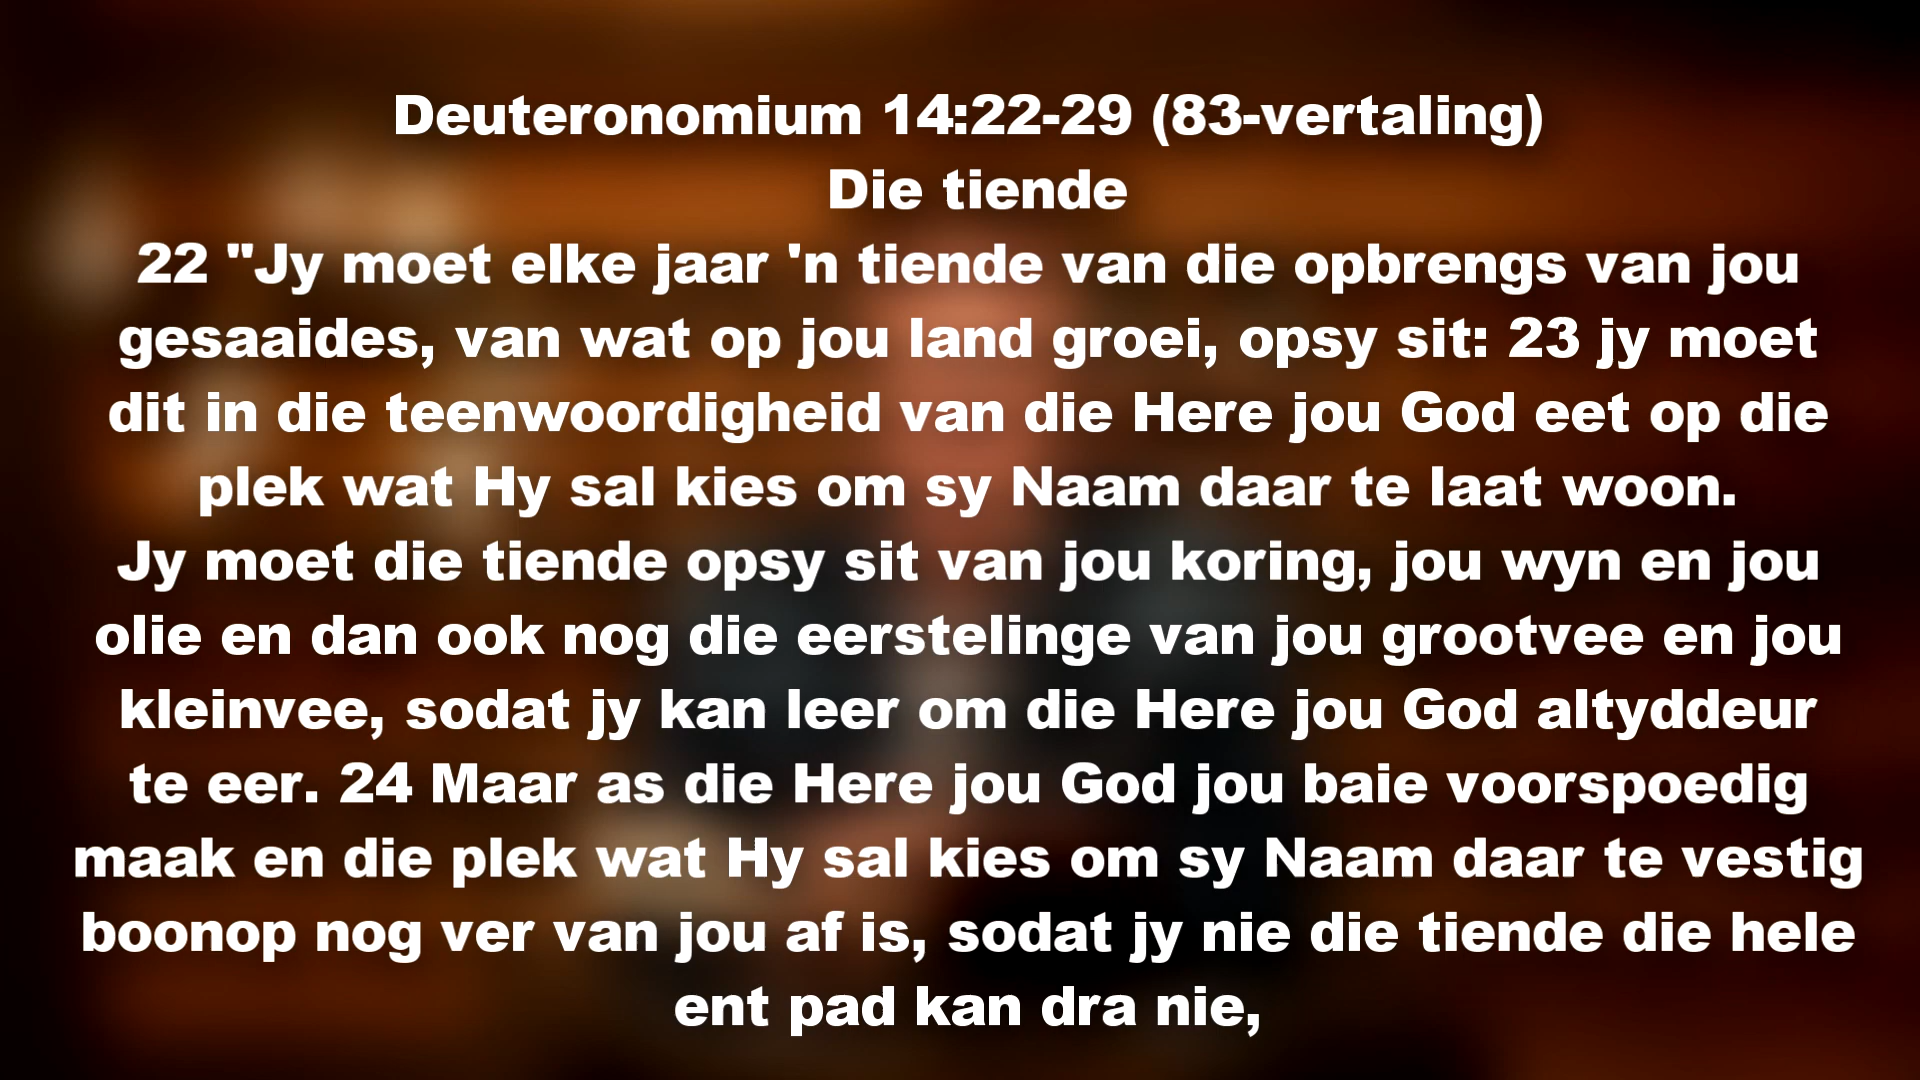 Deuteronomium 14:22-29 (83-vertaling)
Die tiende
22 "Jy moet elke jaar 'n tiende van die opbrengs van jou
gesaaides, van wat op jou land groei, opsy sit: 23 jy moet
dit in die teenwoordigheid van die Here jou God eet op die
plek wat Hy sal kies om sy Naam daar te laat woon.
Jy moet die tiende opsy sit van jou koring, jou wyn en jou
olie en dan ook nog die eerstelinge van jou grootvee en jou
kleinvee, sodat jy kan leer om die Here jou God altyddeur
te eer. 24 Maar as die Here jou God jou baie voorspoedig
maak en die plek wat Hy sal kies om sy Naam daar te vestig
boonop nog ver van jou af is, sodat jy nie die tiende die hele
ent pad kan dra nie,